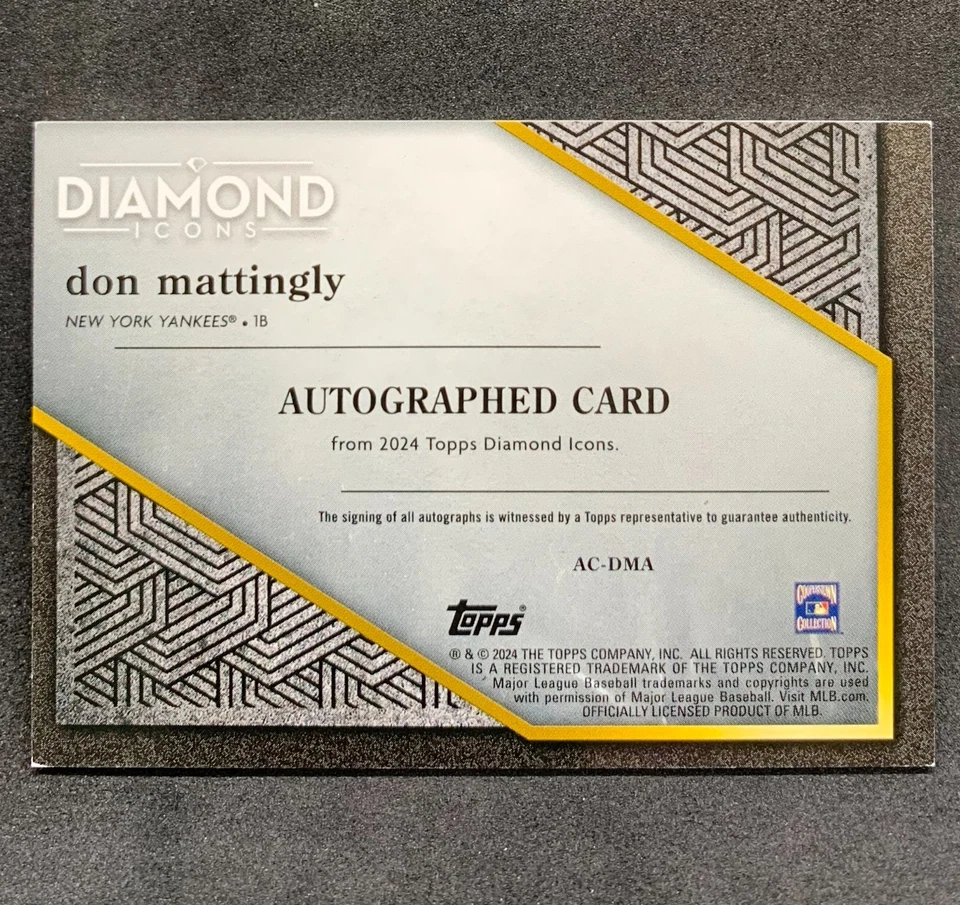 DIAMOND
ICONS
don mattingly
NEW YORK YANKEES® • 1B
AUTOGRAPHED CARD
from 2024 Topps Diamond Icons.
The signing of all autographs is witnessed by a Topps representative to guarantee authenticity.
AC-DMA
topps®
COOPERSTOWN
COLLECTION
® & © 2024 THE TOPPS COMPANY, INC. ALL RIGHTS RESERVED. TOPPS
IS A REGISTERED TRADEMARK OF THE TOPPS COMPANY, INC.
Major League Baseball trademarks and copyrights are used
with permission of Major League Baseball. Visit MLB.com.
OFFICIALLY LICENSED PRODUCT OF MLB.